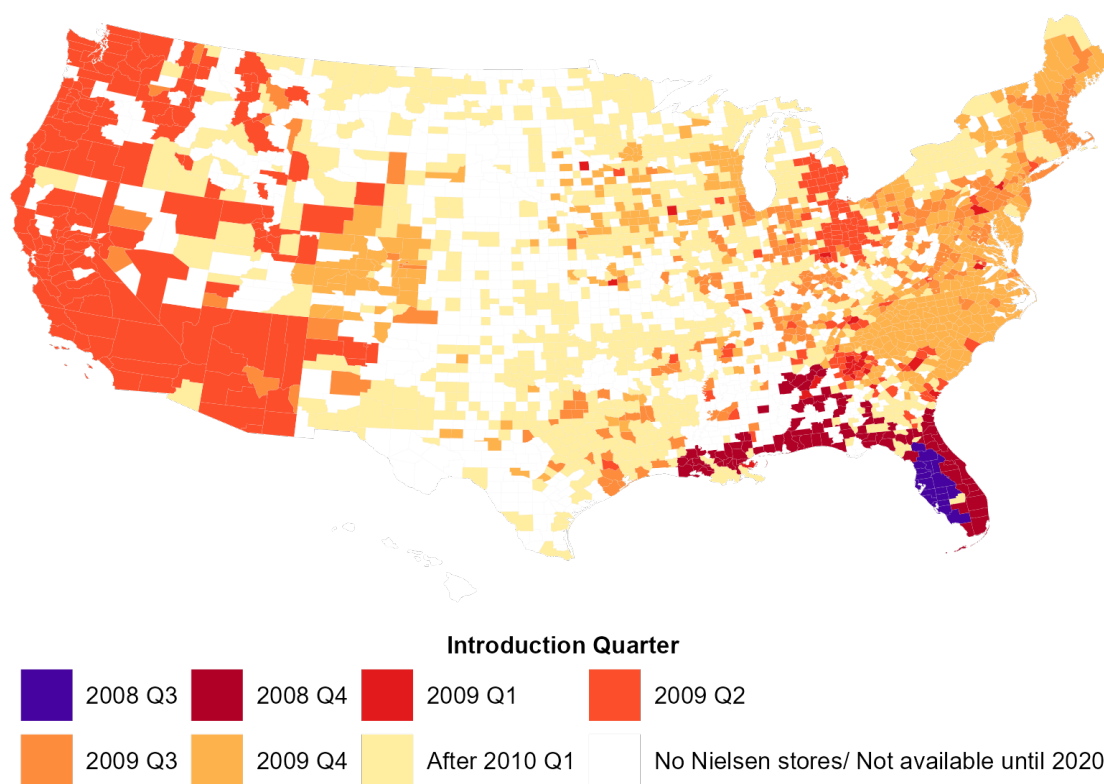 Introduction Quarter
2008 Q3 2008 Q4 2009 Q1 2009 Q2
2009 Q3 2009 Q4 After 2010 Q1 No Nielsen stores/ Not available until 2020